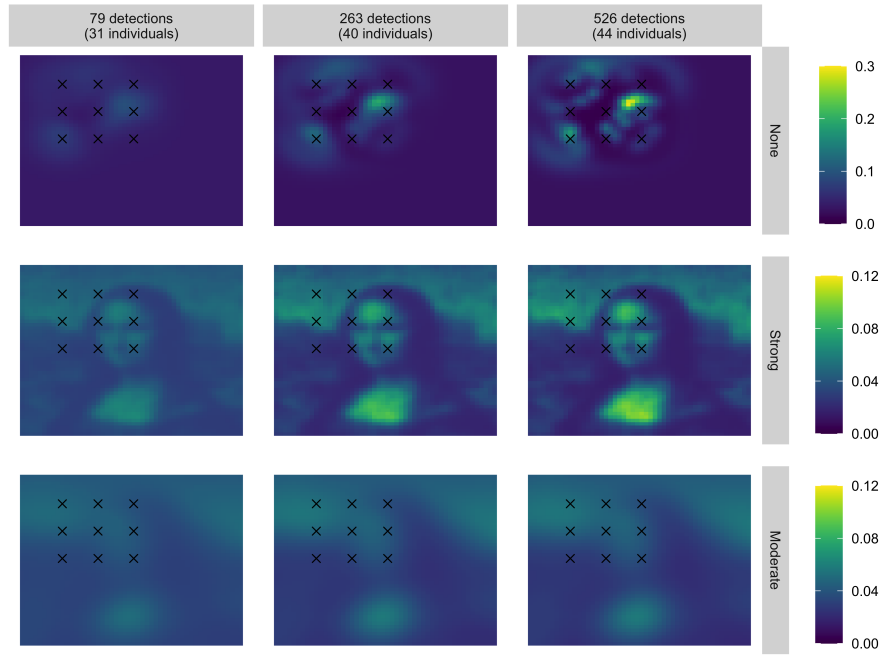 79 detections
(31 individuals)
263 detections
(40 individuals)
526 detections
(44 individuals)
None
0.3
0.2
0.1
0.0
Strong
0.12
0.08
0.04
0.00
Moderate
0.12
0.08
0.04
0.00